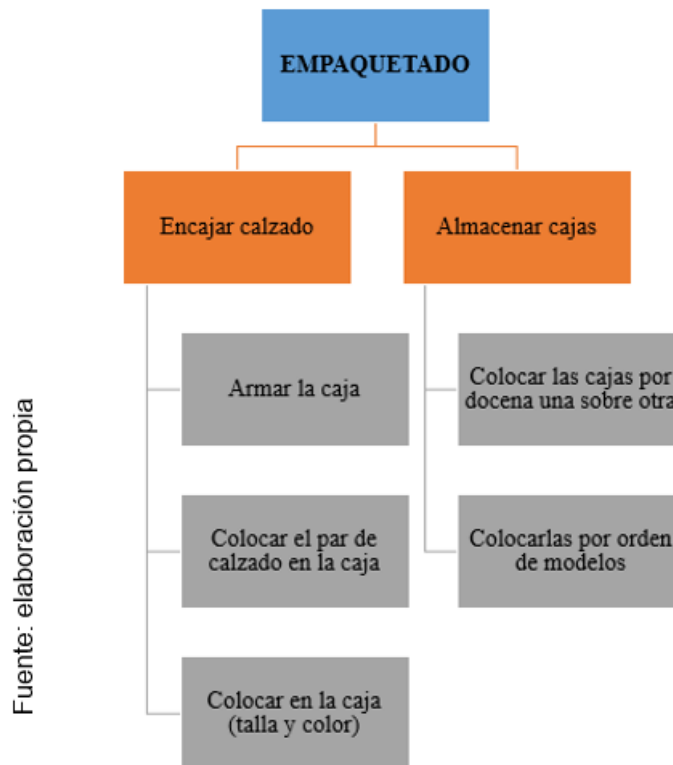 EMPAQUETADO
Encajar calzado
Armar la caja
Colocar el par de
calzado en la caja
Colocar en la caja
(talla y color)
Almacenar cajas
Colocar las cajas por
docena una sobre otra
Colocarlas por orden
de modelos
Fuente: elaboración propia